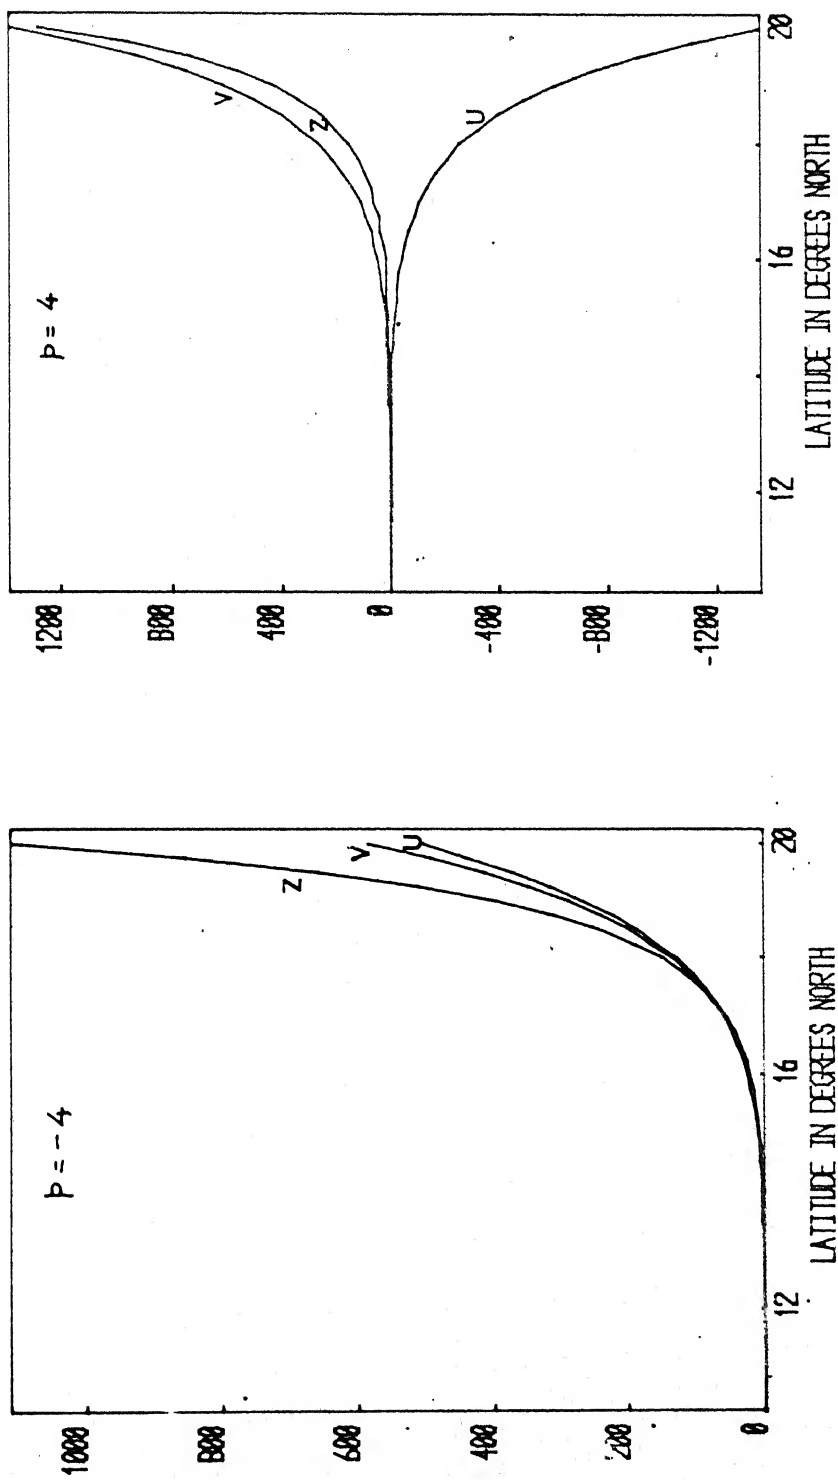 p = -4
1000
800
600
400
200
0
12
16
20
Z
V
U
LATITUDE IN DEGREES NORTH
p = 4
1200
800
400
0
-400
-800
-1200
12
16
20
V
Z
U
LATITUDE IN DEGREES NORTH